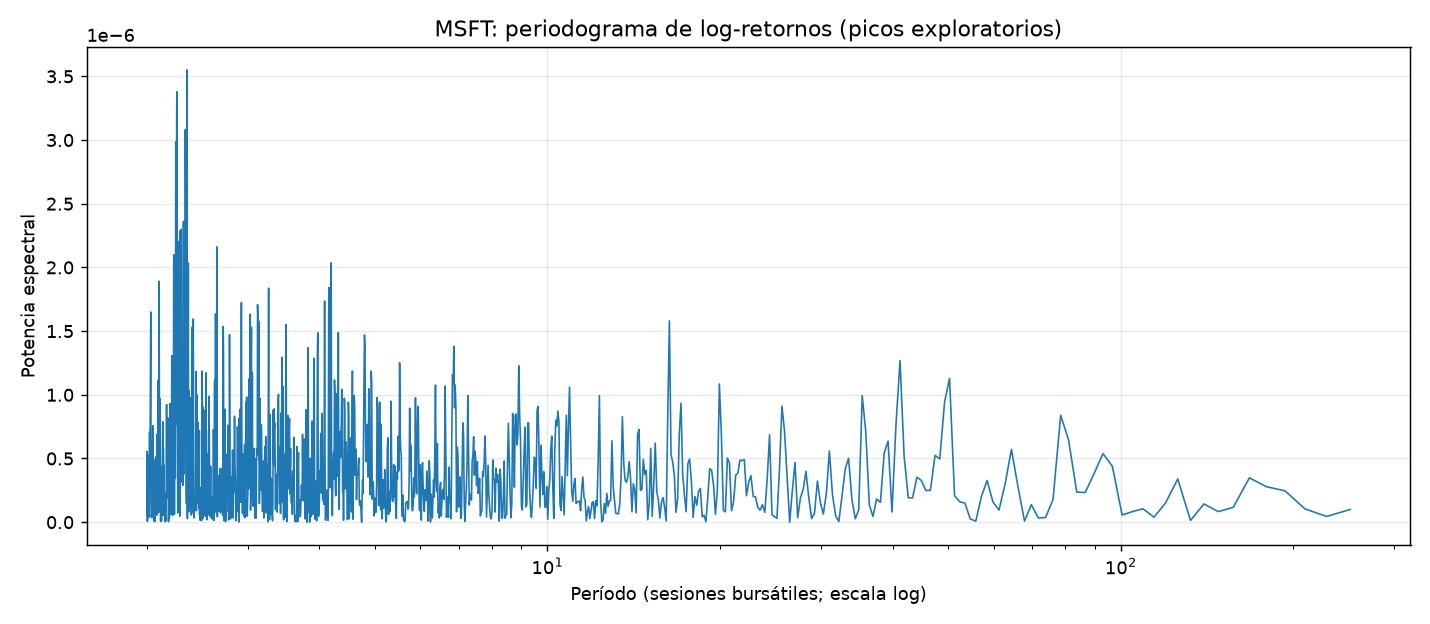 MSFT: periodograma de log-retornos (picos exploratorios)
1e−6
3.5
3.0
2.5
2.0
1.5
1.0
0.5
0.0
Potencia espectral
10¹
10²
Período (sesiones bursátiles; escala log)